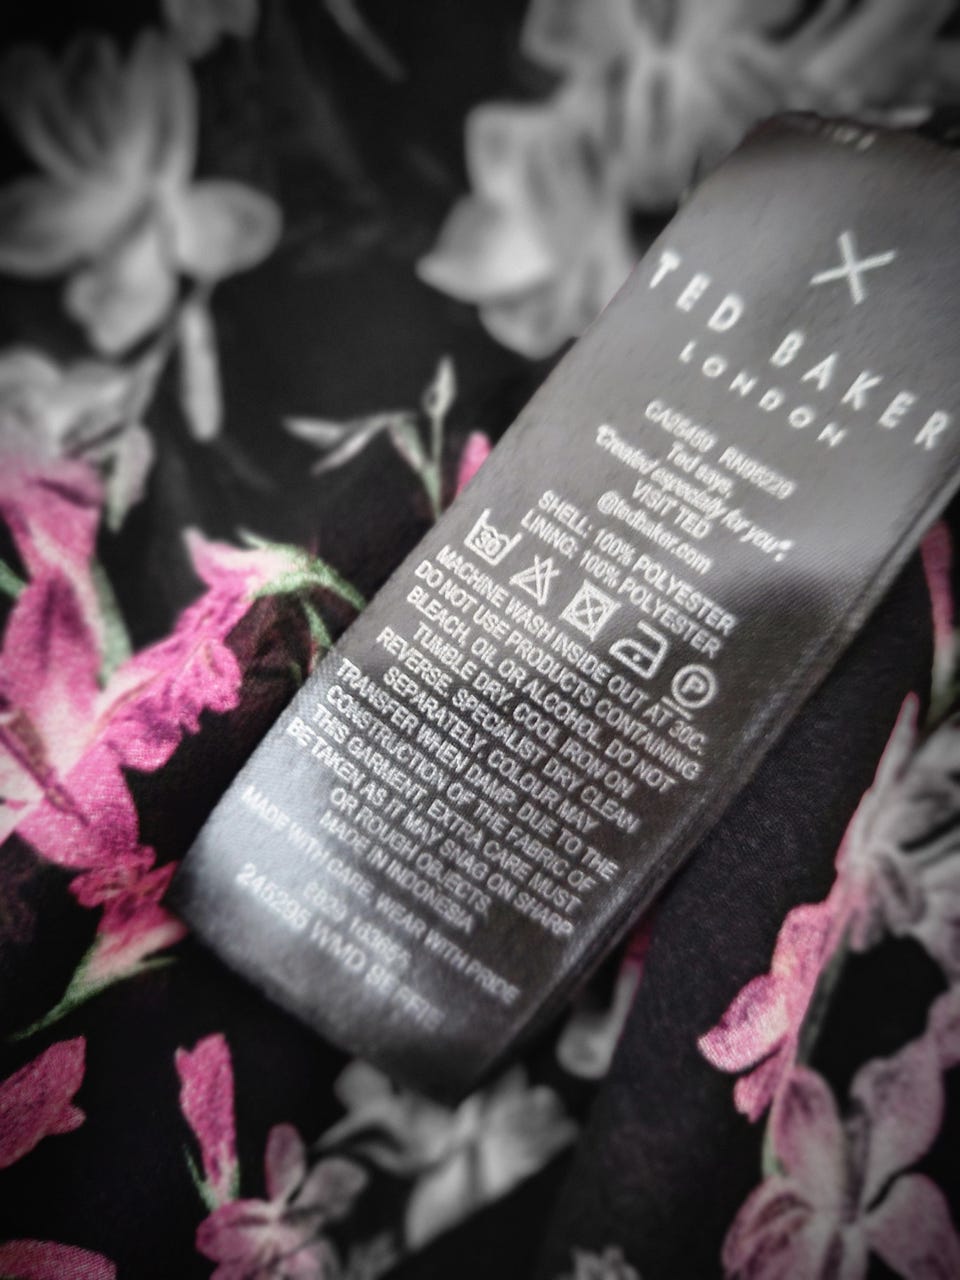 TED BAKER
LONDON
Ted says,
"Created especially for you".
VISIT TED
@tedbaker.com
SHELL: 100% POLYESTER
LINING: 100% POLYESTER
30
P
MACHINE WASH INSIDE OUT AT 30C.
DO NOT USE PRODUCTS CONTAINING
BLEACH, OIL OR ALCOHOL. DO NOT
TUMBLE DRY. COOL IRON ON
REVERSE. SPECIALIST DRY CLEAN
SEPARATELY. COLOUR MAY
TRANSFER WHEN DAMP. DUE TO THE
CONSTRUCTION OF THE FABRIC OF
THIS GARMENT, EXTRA CARE MUST
BE TAKEN AS IT MAY SNAG ON SHARP
OR ROUGH OBJECTS.
MADE IN INDONESIA
MADE WITH CARE, WEAR WITH PRIDE
245295 WMD